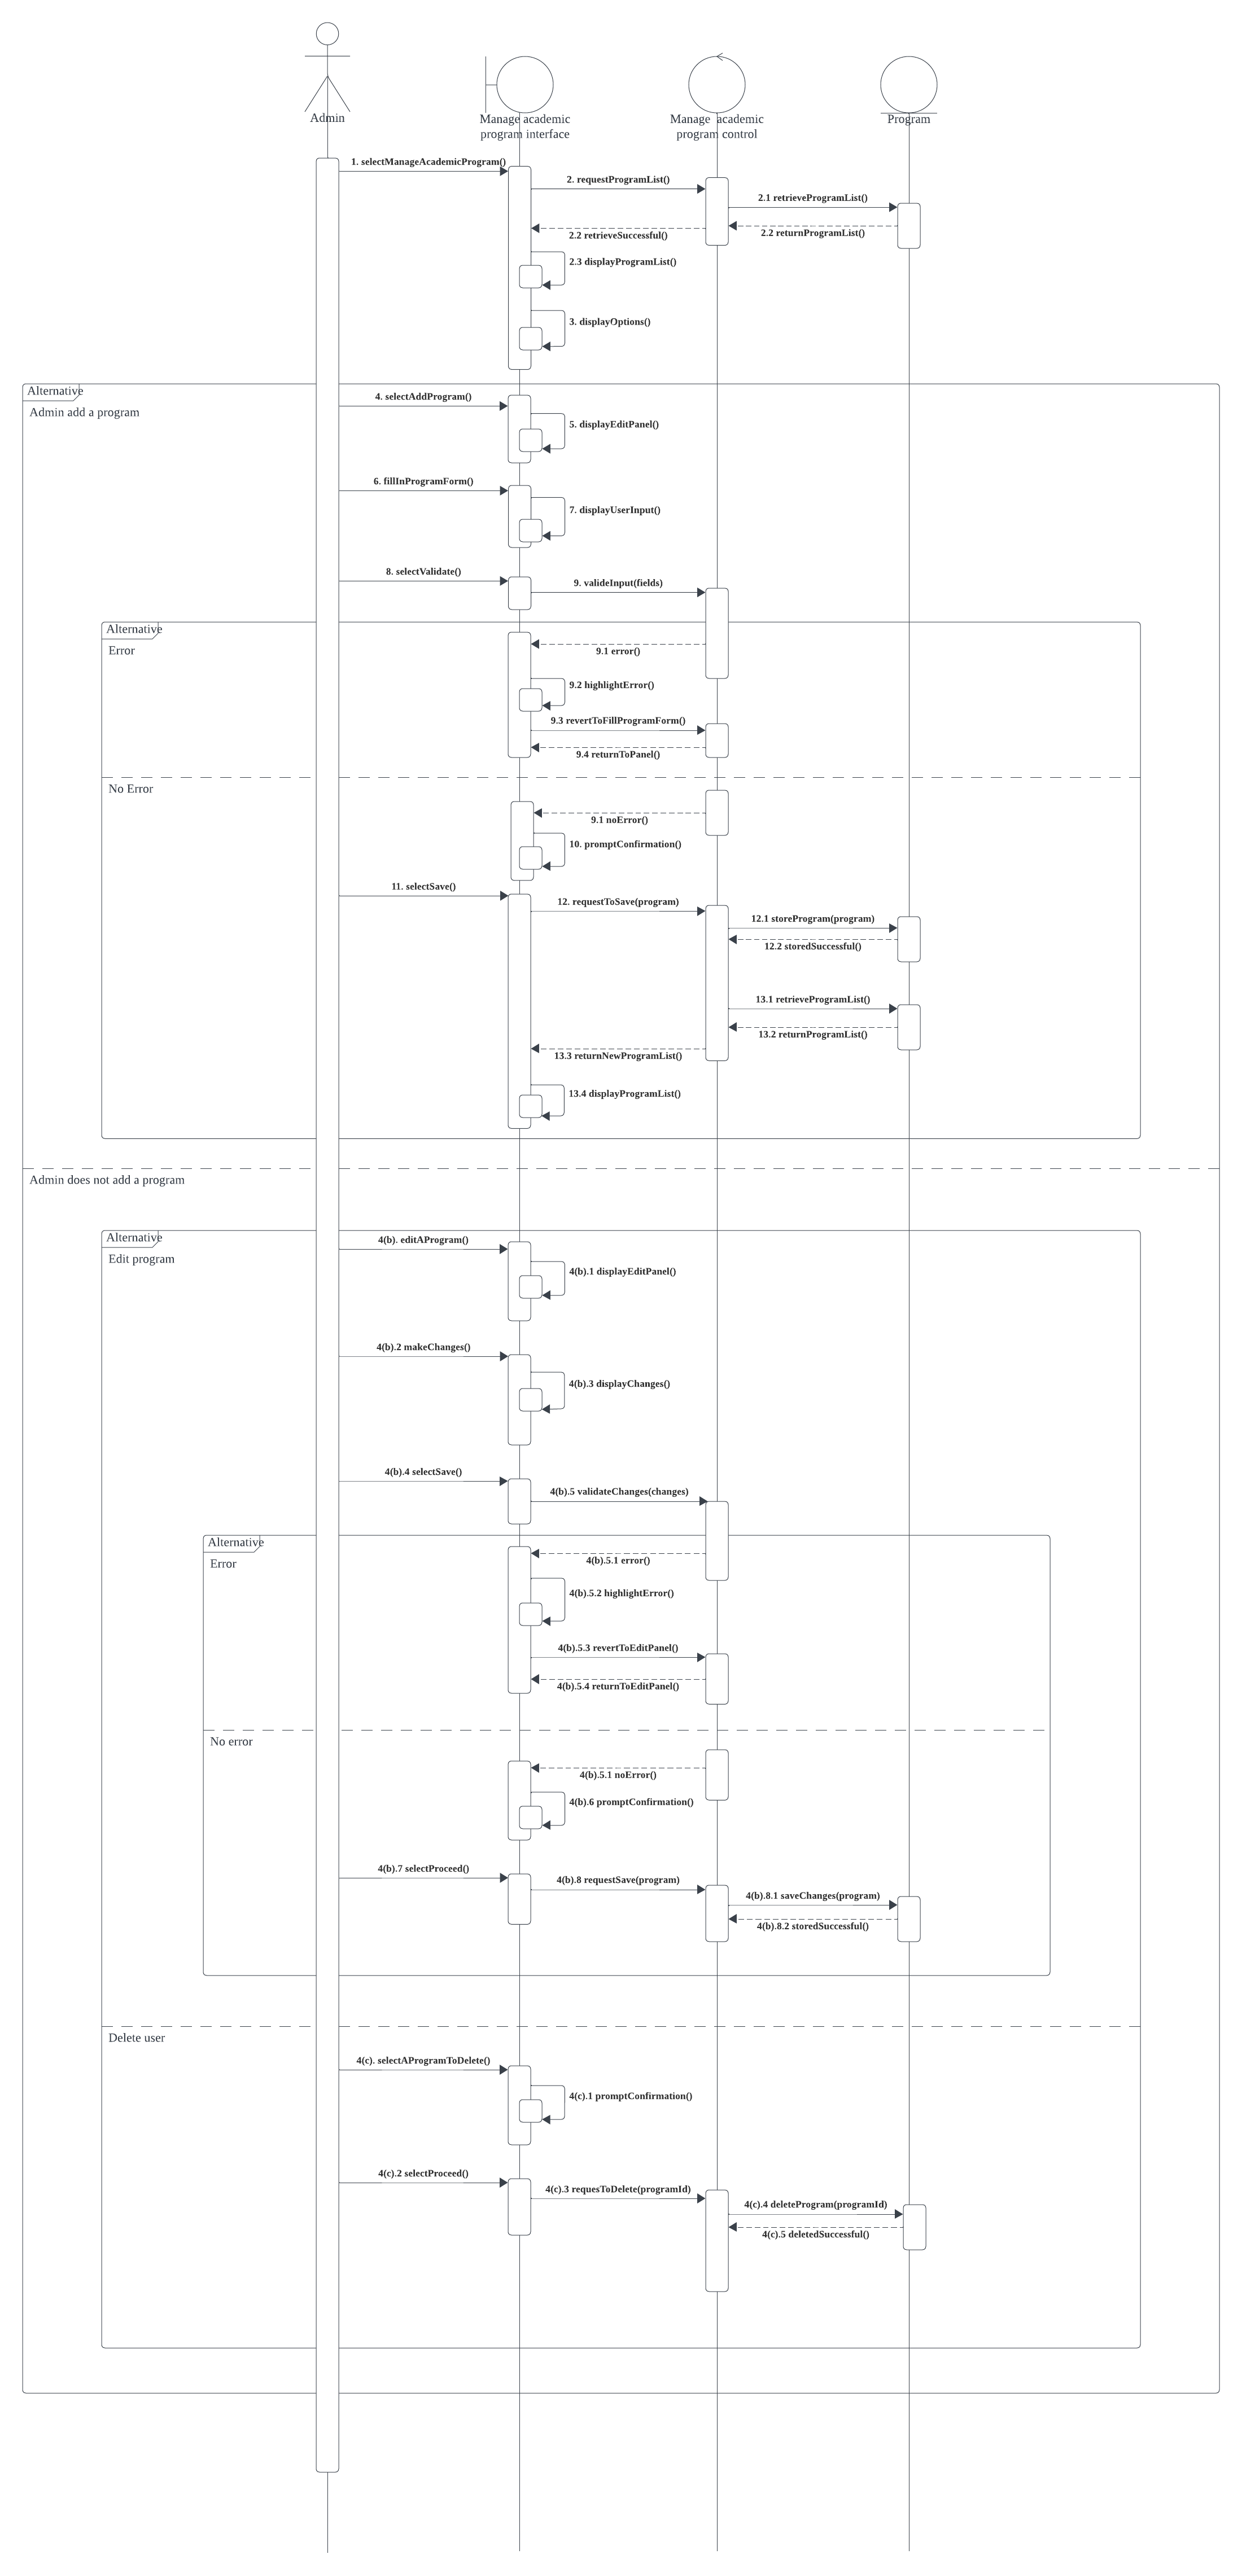 Admin
Manage academic
program interface
Manage academic
program control
Program
1. selectManageAcademicProgram()
2. requestProgramList()
2.1 retrieveProgramList()
2.2 returnProgramList()
2.2 retrieveSuccessful()
2.3 displayProgramList()
3. displayOptions()
Alternative
Admin add a program
4. selectAddProgram()
5. displayEditPanel()
6. fillInProgramForm()
7. displayUserInput()
8. selectValidate()
9. valideInput(fields)
Alternative
Error
9.1 error()
9.2 highlightError()
9.3 revertToFillProgramForm()
9.4 returnToPanel()
No Error
9.1 noError()
10. promptConfirmation()
11. selectSave()
12. requestToSave(program)
12.1 storeProgram(program)
12.2 storedSuccessful()
13.1 retrieveProgramList()
13.2 returnProgramList()
13.3 returnNewProgramList()
13.4 displayProgramList()
Admin does not add a program
Alternative
Edit program
4(b). editAProgram()
4(b).1 displayEditPanel()
4(b).2 makeChanges()
4(b).3 displayChanges()
4(b).4 selectSave()
4(b).5 validateChanges(changes)
Alternative
Error
4(b).5.1 error()
4(b).5.2 highlightError()
4(b).5.3 revertToEditPanel()
4(b).5.4 returnToEditPanel()
No error
4(b).5.1 noError()
4(b).6 promptConfirmation()
4(b).7 selectProceed()
4(b).8 requestSave(program)
4(b).8.1 saveChanges(program)
4(b).8.2 storedSuccessful()
Delete user
4(c). selectAProgramToDelete()
4(c).1 promptConfirmation()
4(c).2 selectProceed()
4(c).3 requesToDelete(programId)
4(c).4 deleteProgram(programId)
4(c).5 deletedSuccessful()